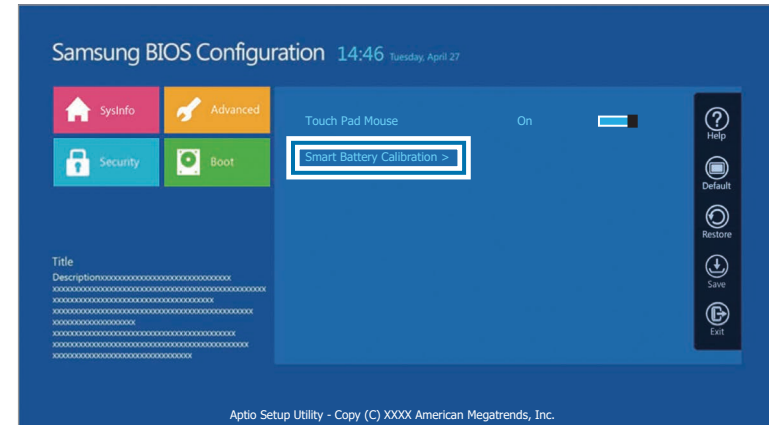 Samsung BIOS Configuration 14:46 Tuesday, April 27
SysInfo
Advanced
Security
Boot
Touch Pad Mouse On
Smart Battery Calibration >
Help
Default
Restore
Save
Exit
Title
Descriptionxxxxxxxxxxxxxxxxxxxxxxxxxxxxx
Aptio Setup Utility - Copy (C) XXXX American Megatrends, Inc.